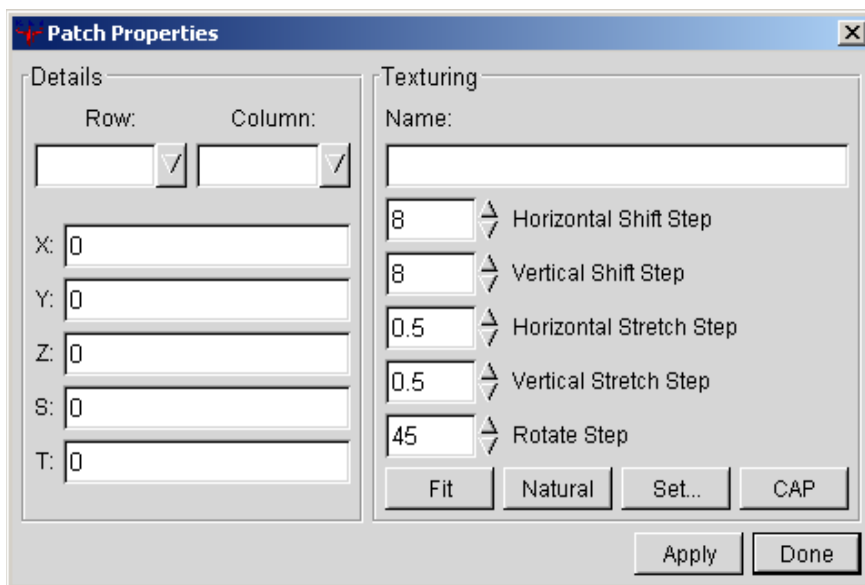 Patch Properties
Details
Row: Column:
X: 0
Y: 0
Z: 0
S: 0
T: 0
Texturing
Name:
8 Horizontal Shift Step
8 Vertical Shift Step
0.5 Horizontal Stretch Step
0.5 Vertical Stretch Step
45 Rotate Step
Fit Natural Set... CAP
Apply Done